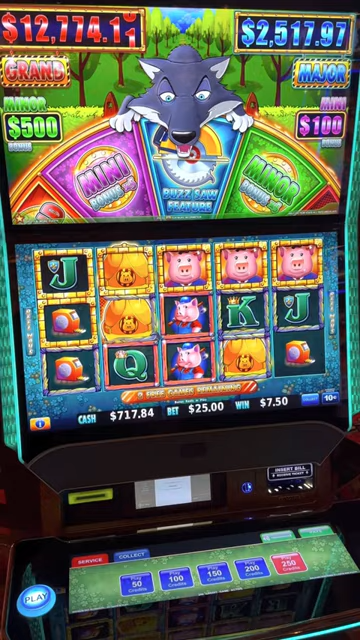 $12,774.11
$2,517.97
GRAND
MAJOR
MINOR
$500
BONUS
MINI
$100
BONUS
MINI
BONUS
MINOR
BONUS
BUZZ SAW
FEATURE
J
K
J
Q
9 FREE GAMES REMAINING
CASH $717.84 BET $25.00 WIN $7.50
INSERT BILL
SERVICE
COLLECT
PLAY
PLAY
50
Credits
PLAY
100
Credits
PLAY
150
Credits
PLAY
200
Credits
PLAY
250
Credits